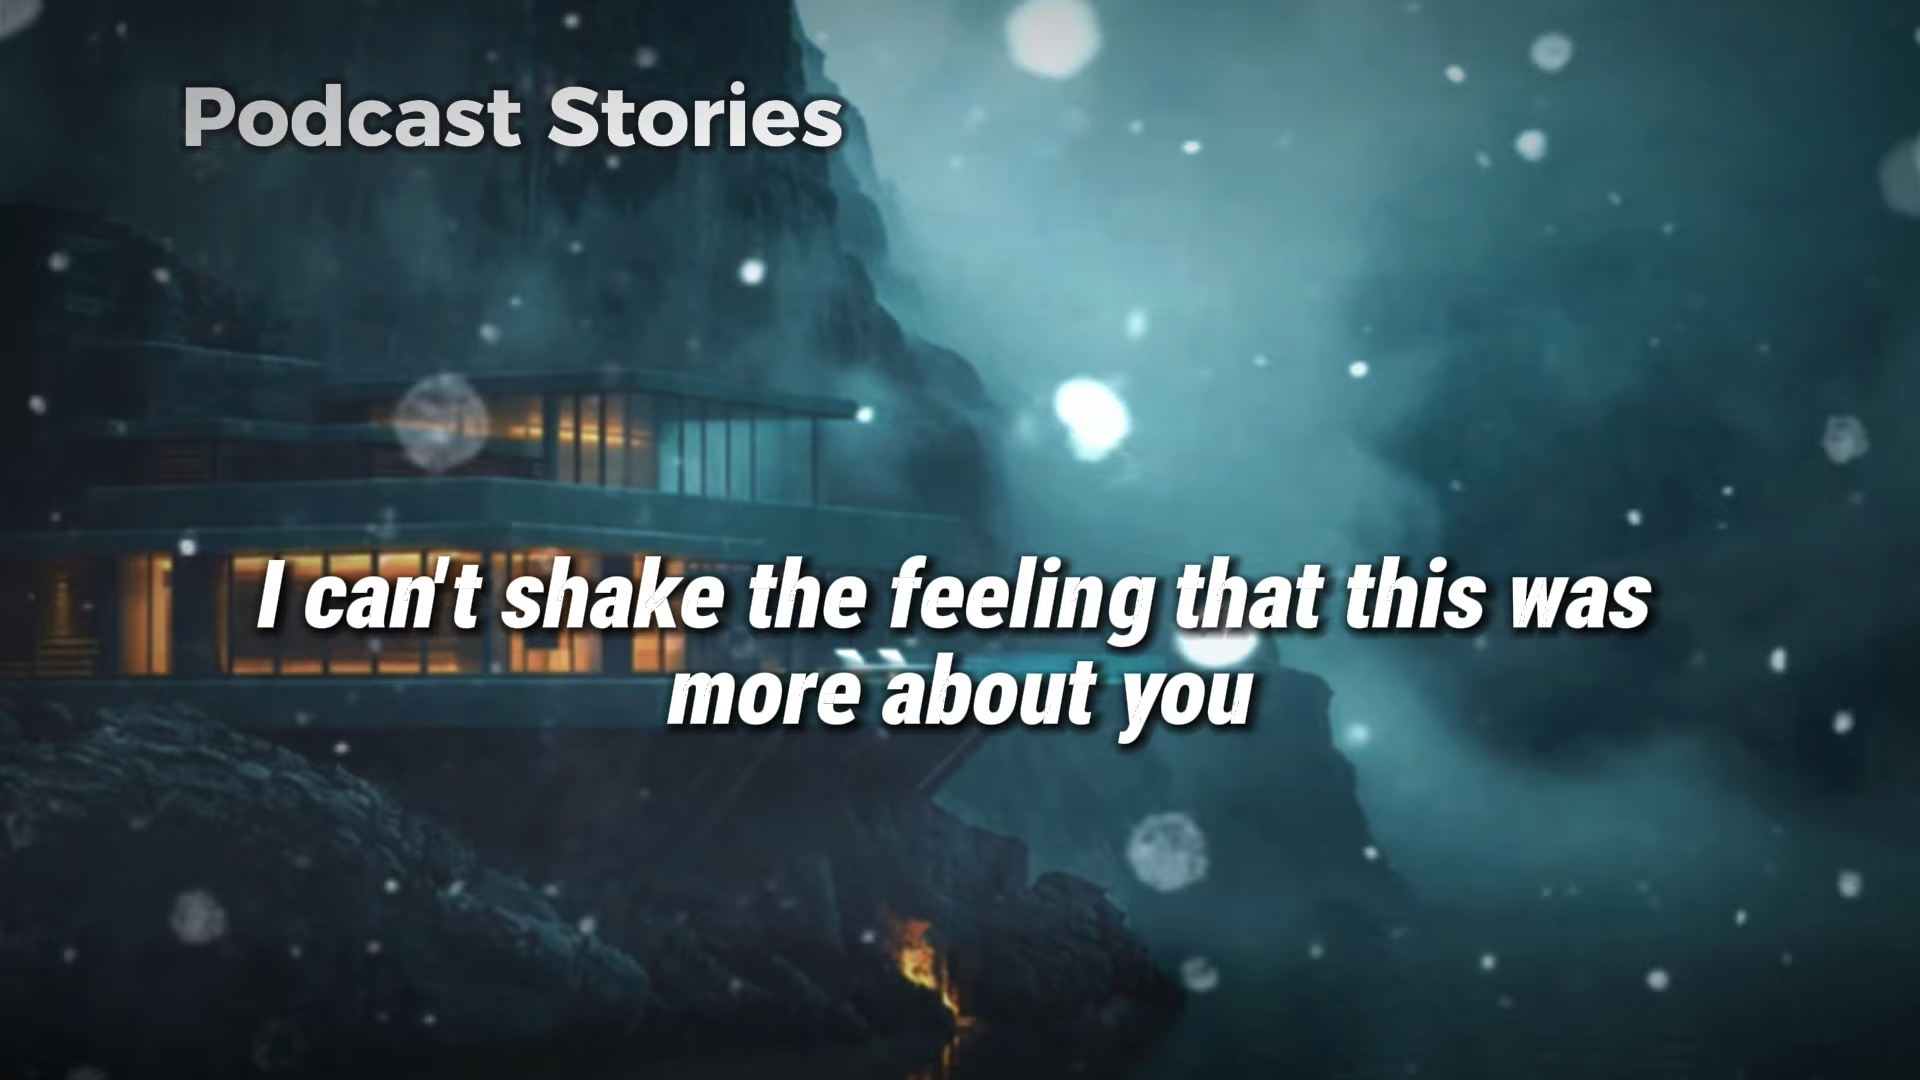 Podcast Stories
I can't shake the feeling that this was
more about you